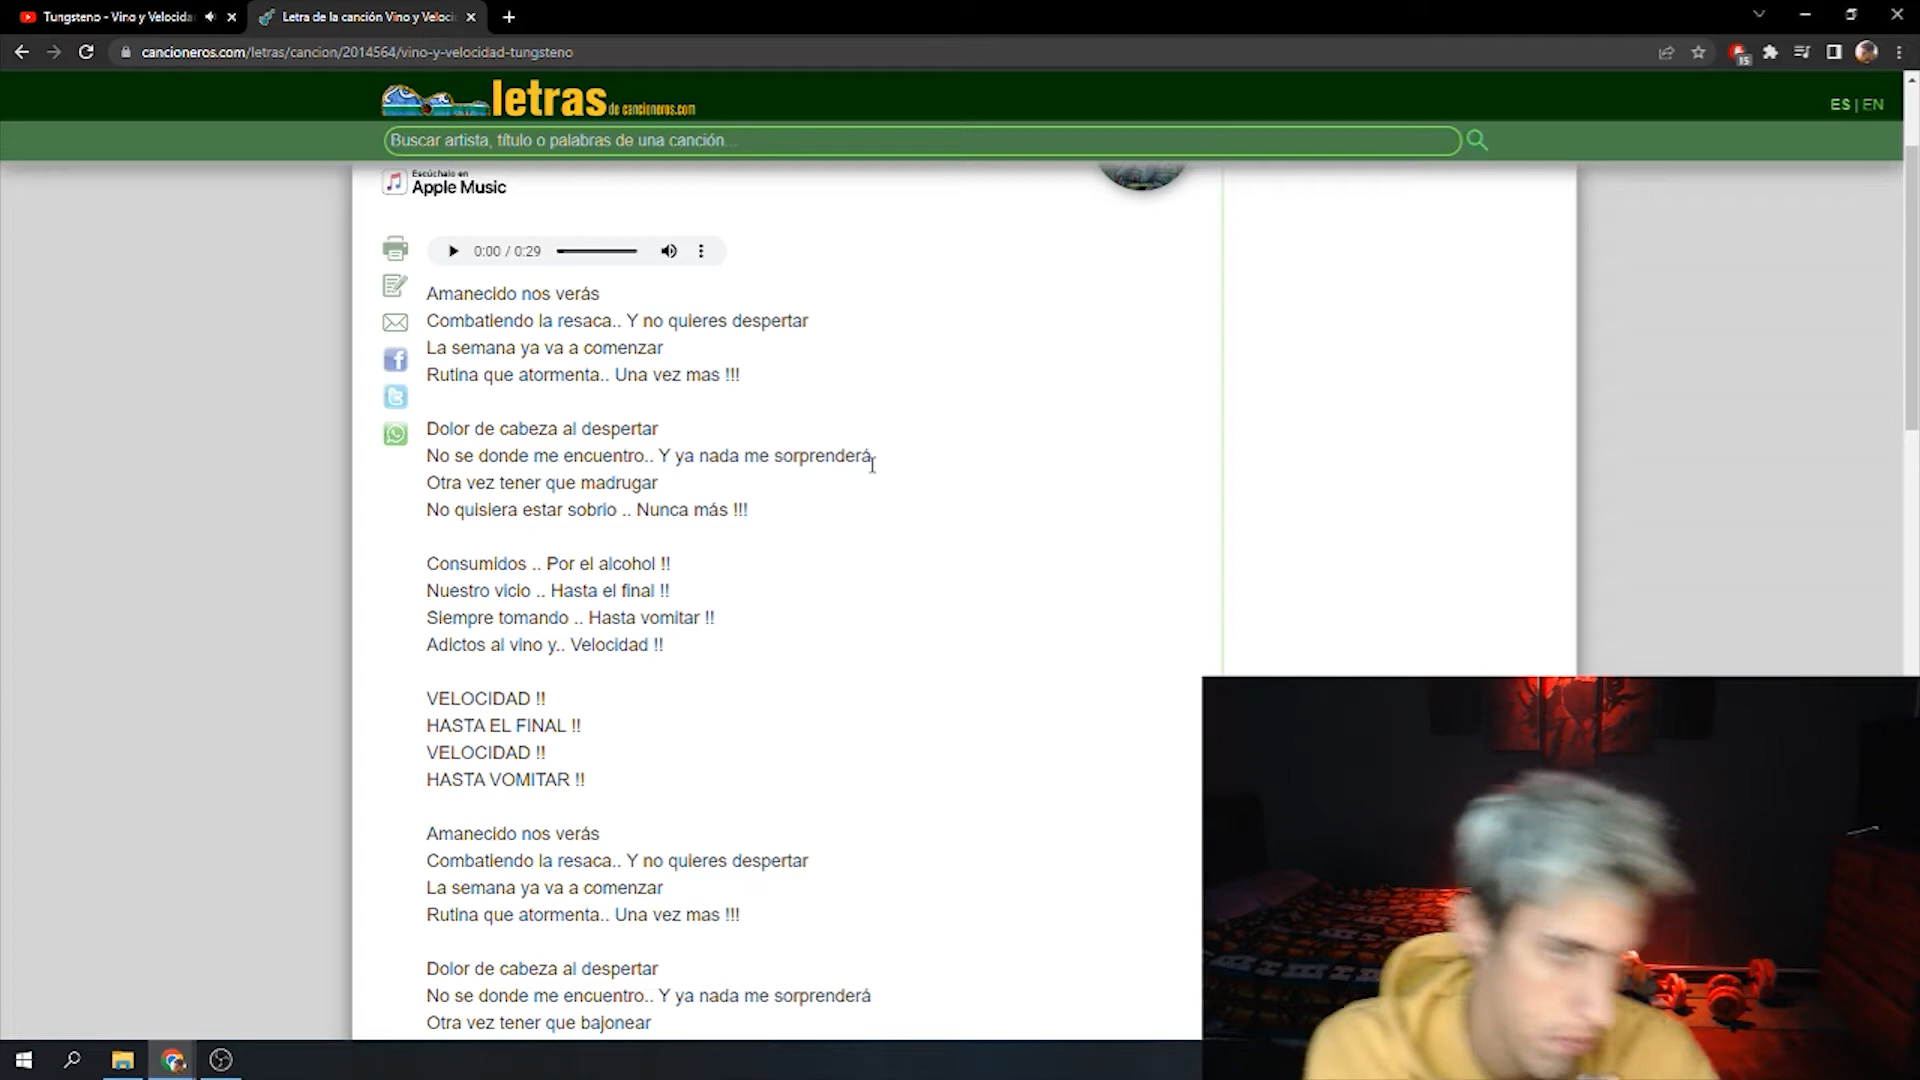 Tungsteno - Vino y Velocida
Letra de la canción Vino y Veloci
cancioneros.com/letras/cancion/2014564/vino-y-velocidad-tungsteno
15
letras de cancioneros.com
ES | EN
Buscar artista, título o palabras de una canción...
Escúchalo en
Apple Music
0:00 / 0:29
Amanecido nos verás
Combatiendo la resaca.. Y no quieres despertar
La semana ya va a comenzar
Rutina que atormenta.. Una vez mas !!!
Dolor de cabeza al despertar
No se donde me encuentro.. Y ya nada me sorprenderá
Otra vez tener que madrugar
No quisiera estar sobrio .. Nunca más !!!
Consumidos .. Por el alcohol !!
Nuestro vicio .. Hasta el final !!
Siempre tomando .. Hasta vomitar !!
Adictos al vino y.. Velocidad !!
VELOCIDAD !!
HASTA EL FINAL !!
VELOCIDAD !!
HASTA VOMITAR !!
Amanecido nos verás
Combatiendo la resaca.. Y no quieres despertar
La semana ya va a comenzar
Rutina que atormenta.. Una vez mas !!!
Dolor de cabeza al despertar
No se donde me encuentro.. Y ya nada me sorprenderá
Otra vez tener que bajonear